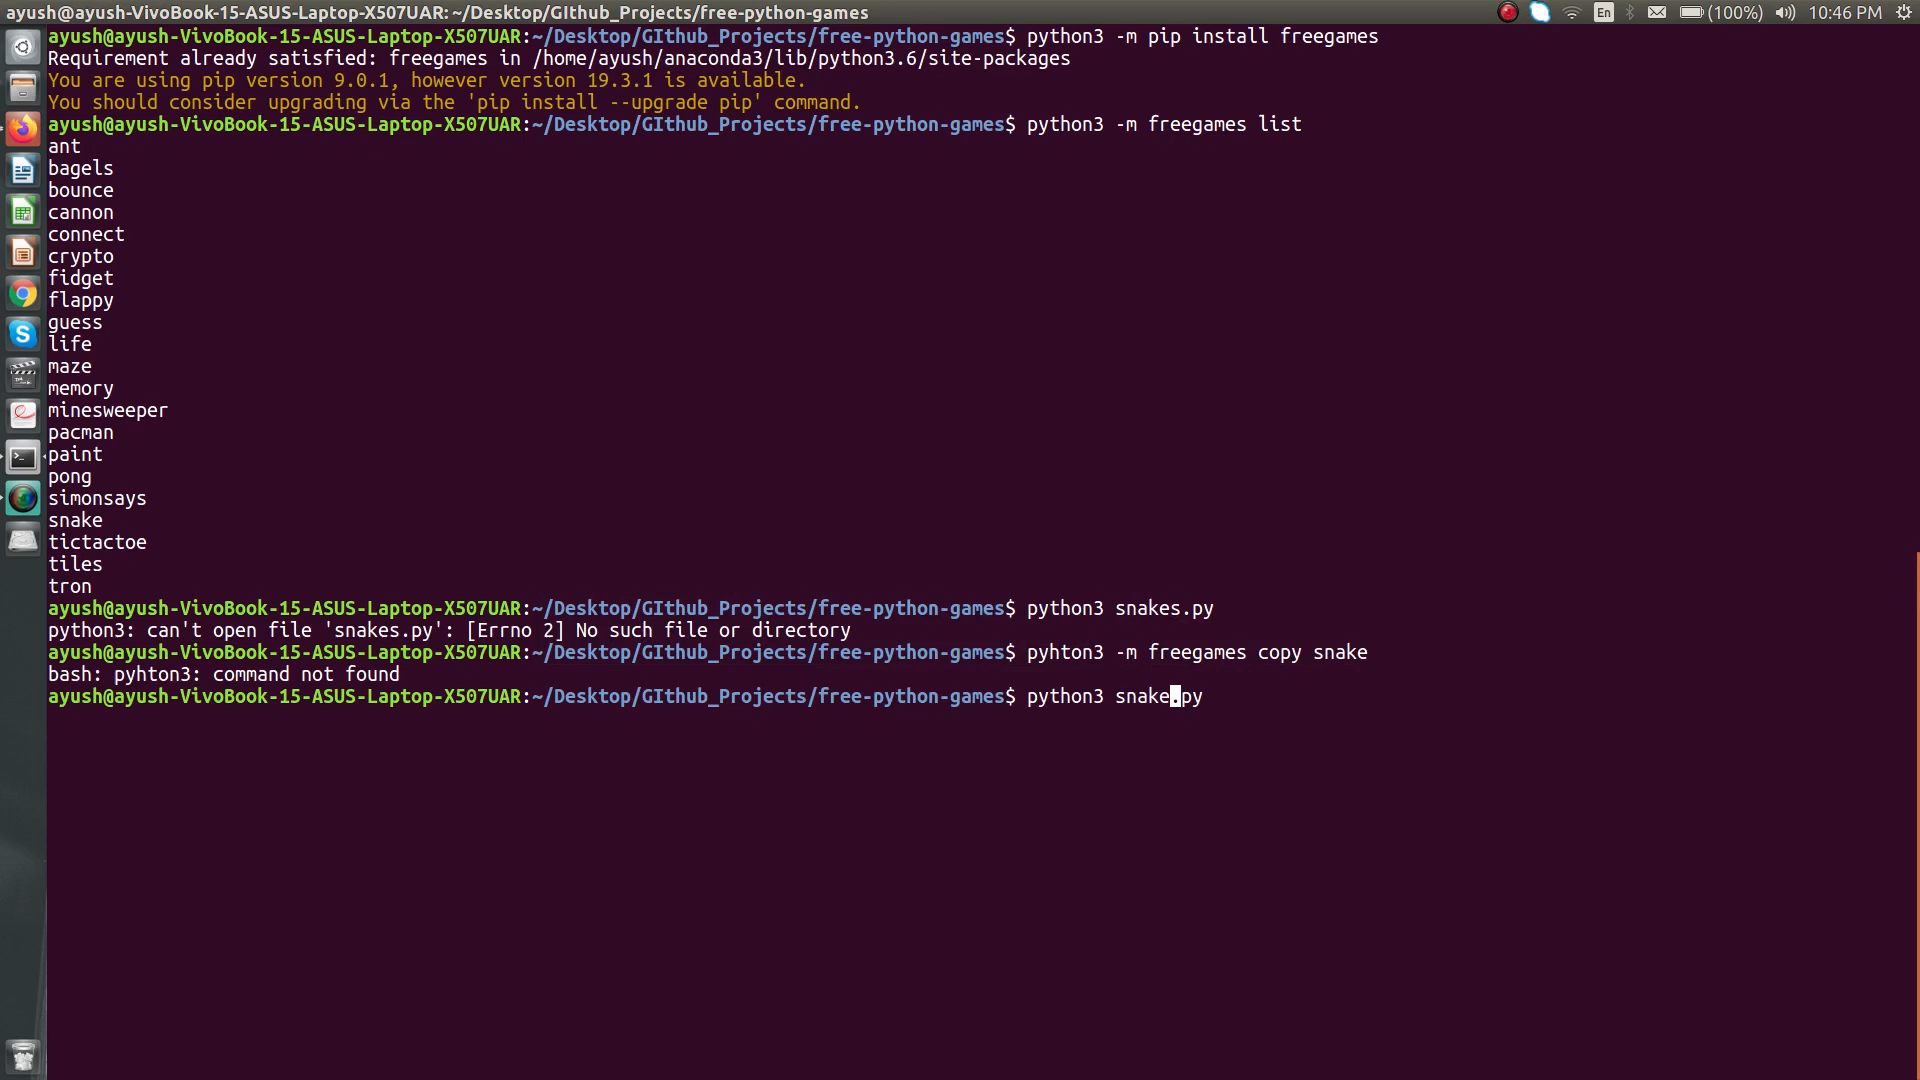 ayush@ayush-VivoBook-15-ASUS-Laptop-X507UAR: ~/Desktop/GIthub_Projects/free-python-games En (100%) 10:46 PM
ayush@ayush-VivoBook-15-ASUS-Laptop-X507UAR:~/Desktop/GIthub_Projects/free-python-games$ python3 -m pip install freegames
Requirement already satisfied: freegames in /home/ayush/anaconda3/lib/python3.6/site-packages
You are using pip version 9.0.1, however version 19.3.1 is available.
You should consider upgrading via the 'pip install --upgrade pip' command.
ayush@ayush-VivoBook-15-ASUS-Laptop-X507UAR:~/Desktop/GIthub_Projects/free-python-games$ python3 -m freegames list
ant
bagels
bounce
cannon
connect
crypto
fidget
flappy
guess
life
maze
memory
minesweeper
pacman
paint
pong
simonsays
snake
tictactoe
tiles
tron
ayush@ayush-VivoBook-15-ASUS-Laptop-X507UAR:~/Desktop/GIthub_Projects/free-python-games$ python3 snakes.py
python3: can't open file 'snakes.py': [Errno 2] No such file or directory
ayush@ayush-VivoBook-15-ASUS-Laptop-X507UAR:~/Desktop/GIthub_Projects/free-python-games$ pyhton3 -m freegames copy snake
bash: pyhton3: command not found
ayush@ayush-VivoBook-15-ASUS-Laptop-X507UAR:~/Desktop/GIthub_Projects/free-python-games$ python3 snake.py